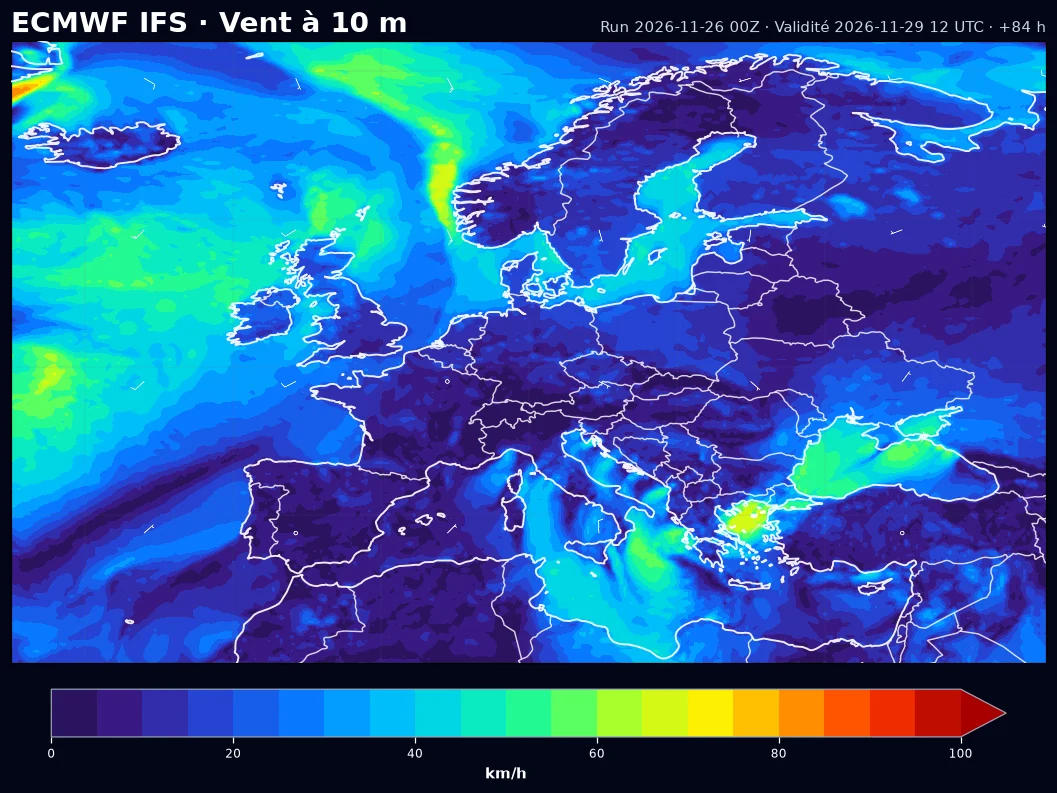 ECMWF IFS · Vent à 10 m
Run 2026-11-26 00Z · Validité 2026-11-29 12 UTC · +84 h
0 20 40 60 80 100
km/h